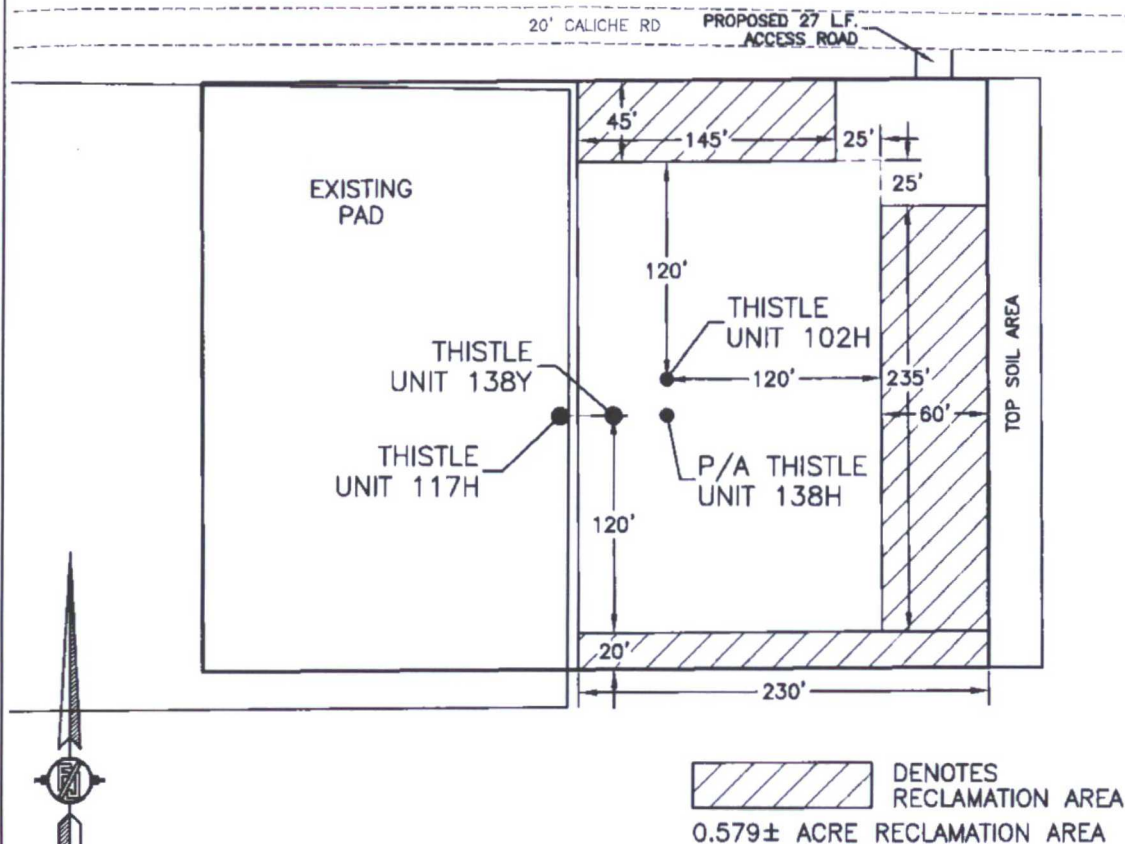 20' CALICHE RD
PROPOSED 27 L.F.
ACCESS ROAD
45'
145'
25'
25'
EXISTING
PAD
120'
THISTLE
UNIT 102H
THISTLE
UNIT 138Y
120'
235'
60'
TOP SOIL AREA
THISTLE
UNIT 117H
P/A THISTLE
UNIT 138H
120'
20'
230'
DENOTES
RECLAMATION AREA
0.579± ACRE RECLAMATION AREA